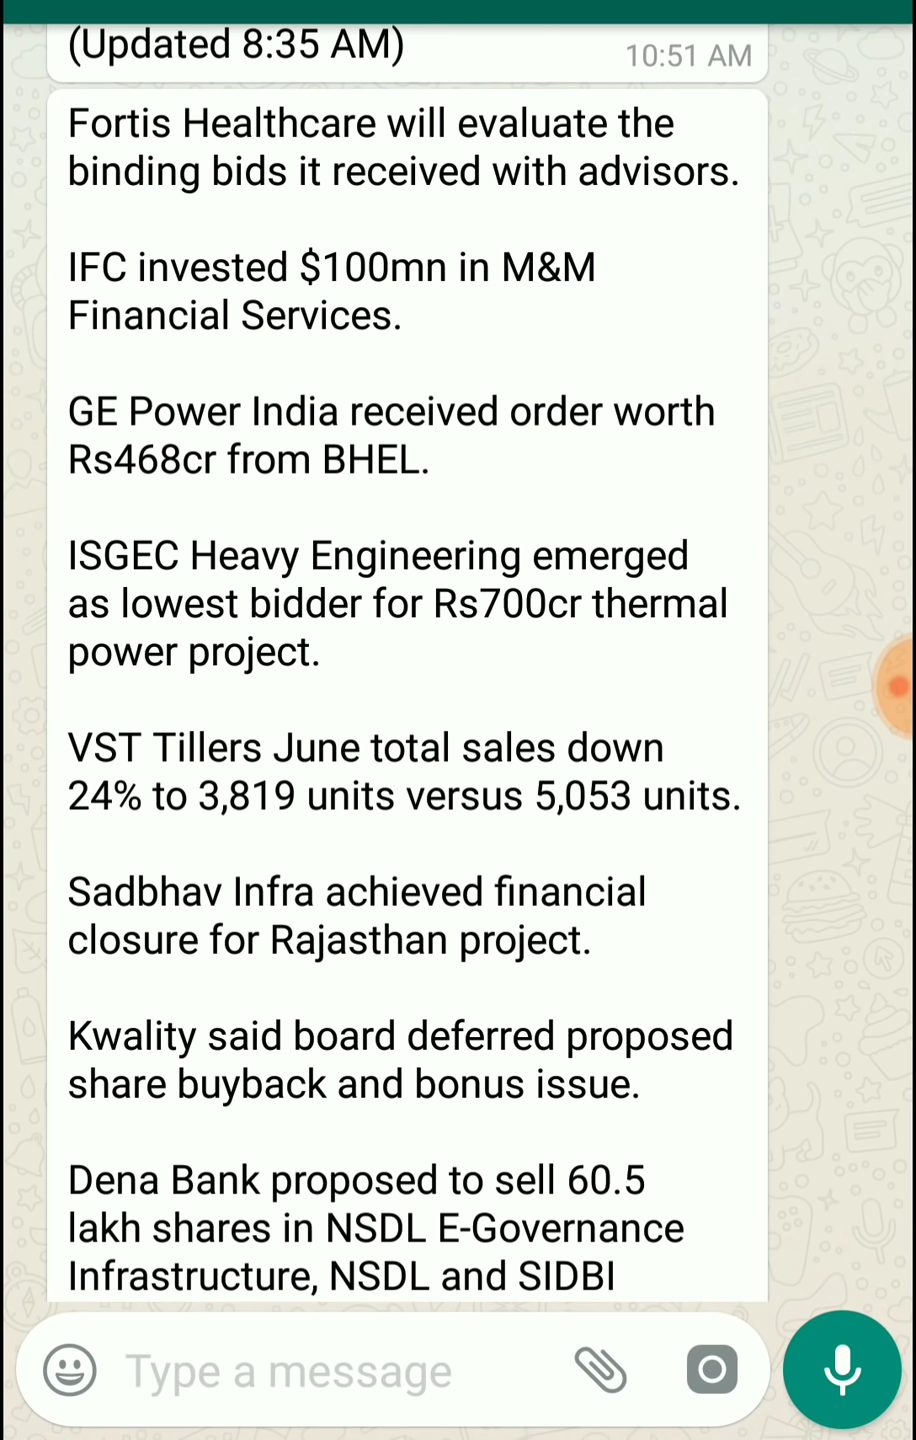 (Updated 8:35 AM)
10:51 AM
Fortis Healthcare will evaluate the
binding bids it received with advisors.
IFC invested $100mn in M&M
Financial Services.
GE Power India received order worth
Rs468cr from BHEL.
ISGEC Heavy Engineering emerged
as lowest bidder for Rs700cr thermal
power project.
VST Tillers June total sales down
24% to 3,819 units versus 5,053 units.
Sadbhav Infra achieved financial
closure for Rajasthan project.
Kwality said board deferred proposed
share buyback and bonus issue.
Dena Bank proposed to sell 60.5
lakh shares in NSDL E-Governance
Infrastructure, NSDL and SIDBI
Type a message